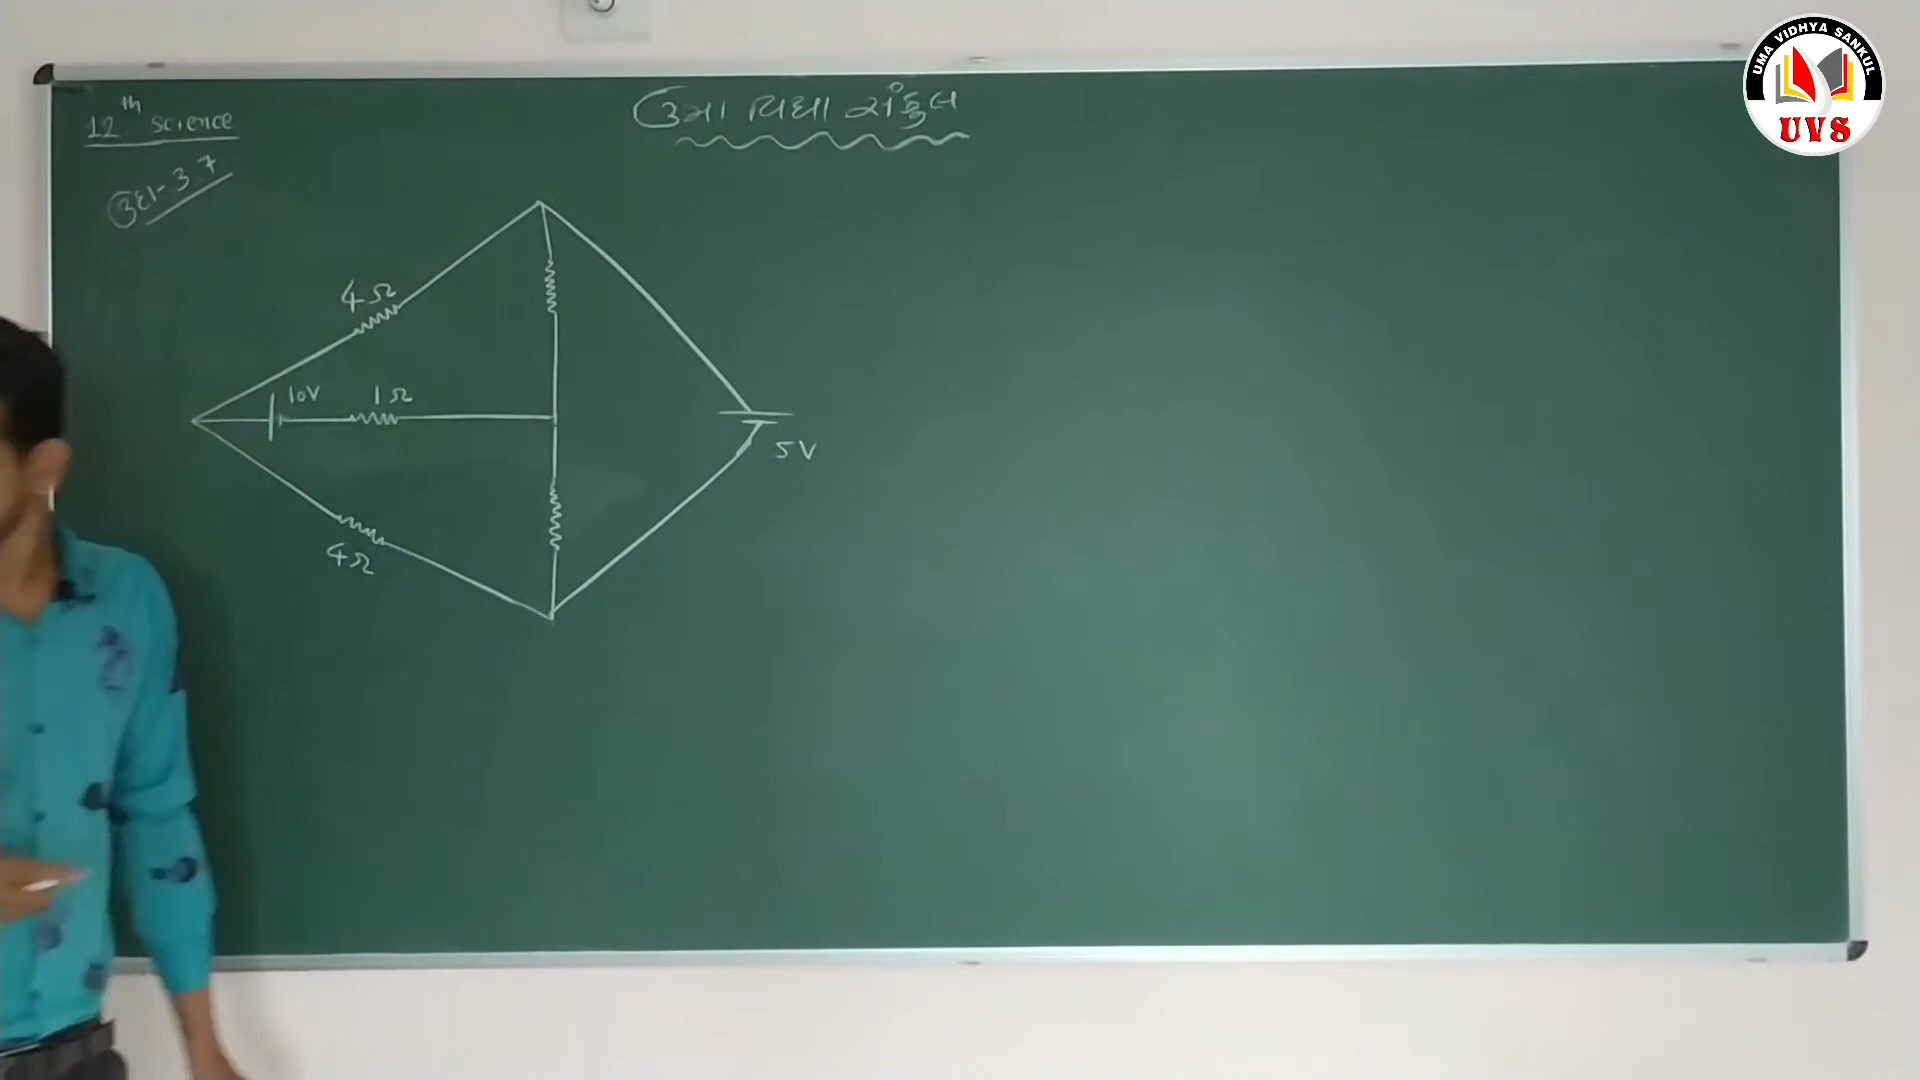 12th science
ઉમા વિદ્યા સંકુલ
ઉદા-3.7
4Ω
10V
1Ω
5V
4Ω
UMA VIDHYA SANKUL
UVS